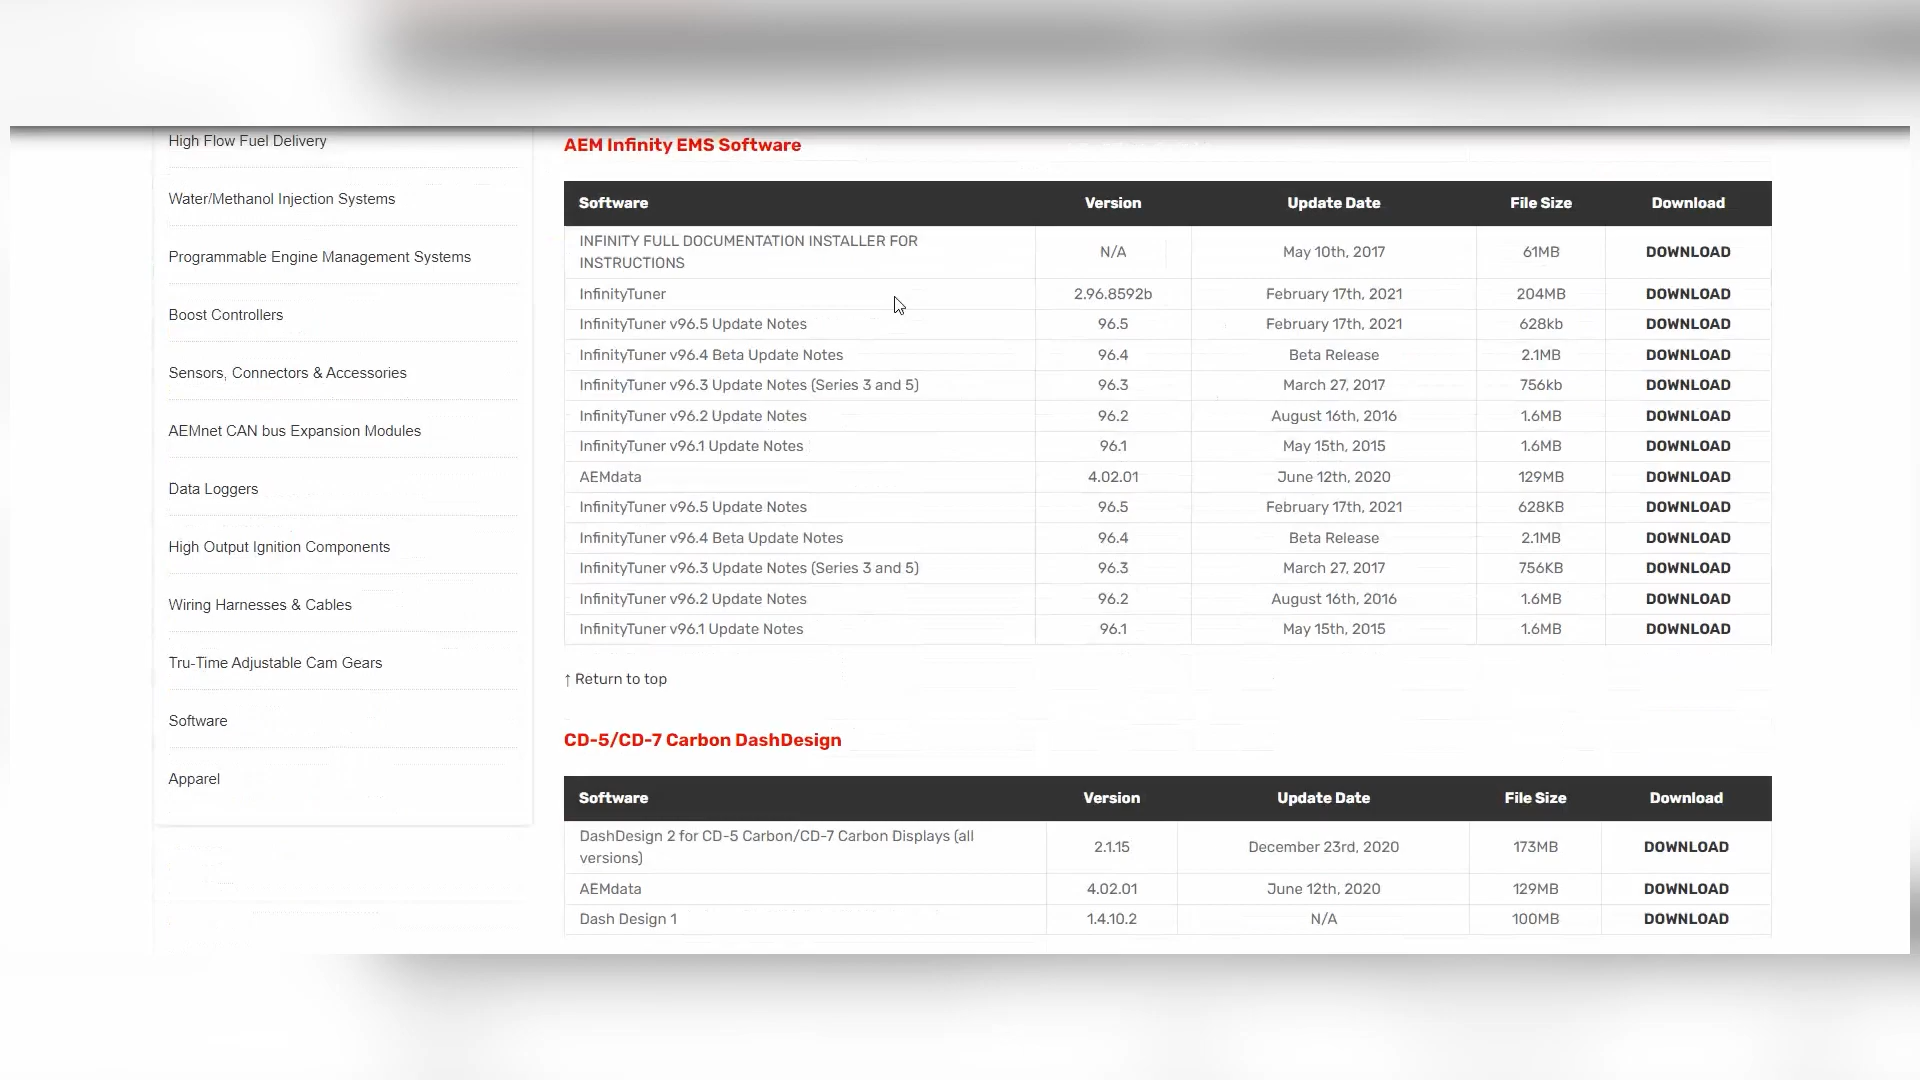 High Flow Fuel Delivery
Water/Methanol Injection Systems
Programmable Engine Management Systems
Boost Controllers
Sensors, Connectors & Accessories
AEMnet CAN bus Expansion Modules
Data Loggers
High Output Ignition Components
Wiring Harnesses & Cables
Tru-Time Adjustable Cam Gears
Software
Apparel
AEM Infinity EMS Software
Software Version Update Date File Size Download
INFINITY FULL DOCUMENTATION INSTALLER FOR
INSTRUCTIONS N/A May 10th, 2017 61MB DOWNLOAD
InfinityTuner 2.96.8592b February 17th, 2021 204MB DOWNLOAD
InfinityTuner v96.5 Update Notes 96.5 February 17th, 2021 628kb DOWNLOAD
InfinityTuner v96.4 Beta Update Notes 96.4 Beta Release 2.1MB DOWNLOAD
InfinityTuner v96.3 Update Notes (Series 3 and 5) 96.3 March 27, 2017 756kb DOWNLOAD
InfinityTuner v96.2 Update Notes 96.2 August 16th, 2016 1.6MB DOWNLOAD
InfinityTuner v96.1 Update Notes 96.1 May 15th, 2015 1.6MB DOWNLOAD
AEMdata 4.02.01 June 12th, 2020 129MB DOWNLOAD
InfinityTuner v96.5 Update Notes 96.5 February 17th, 2021 628KB DOWNLOAD
InfinityTuner v96.4 Beta Update Notes 96.4 Beta Release 2.1MB DOWNLOAD
InfinityTuner v96.3 Update Notes (Series 3 and 5) 96.3 March 27, 2017 756KB DOWNLOAD
InfinityTuner v96.2 Update Notes 96.2 August 16th, 2016 1.6MB DOWNLOAD
InfinityTuner v96.1 Update Notes 96.1 May 15th, 2015 1.6MB DOWNLOAD
↑ Return to top
CD-5/CD-7 Carbon DashDesign
Software Version Update Date File Size Download
DashDesign 2 for CD-5 Carbon/CD-7 Carbon Displays (all
versions) 2.1.15 December 23rd, 2020 173MB DOWNLOAD
AEMdata 4.02.01 June 12th, 2020 129MB DOWNLOAD
Dash Design 1 1.4.10.2 N/A 100MB DOWNLOAD